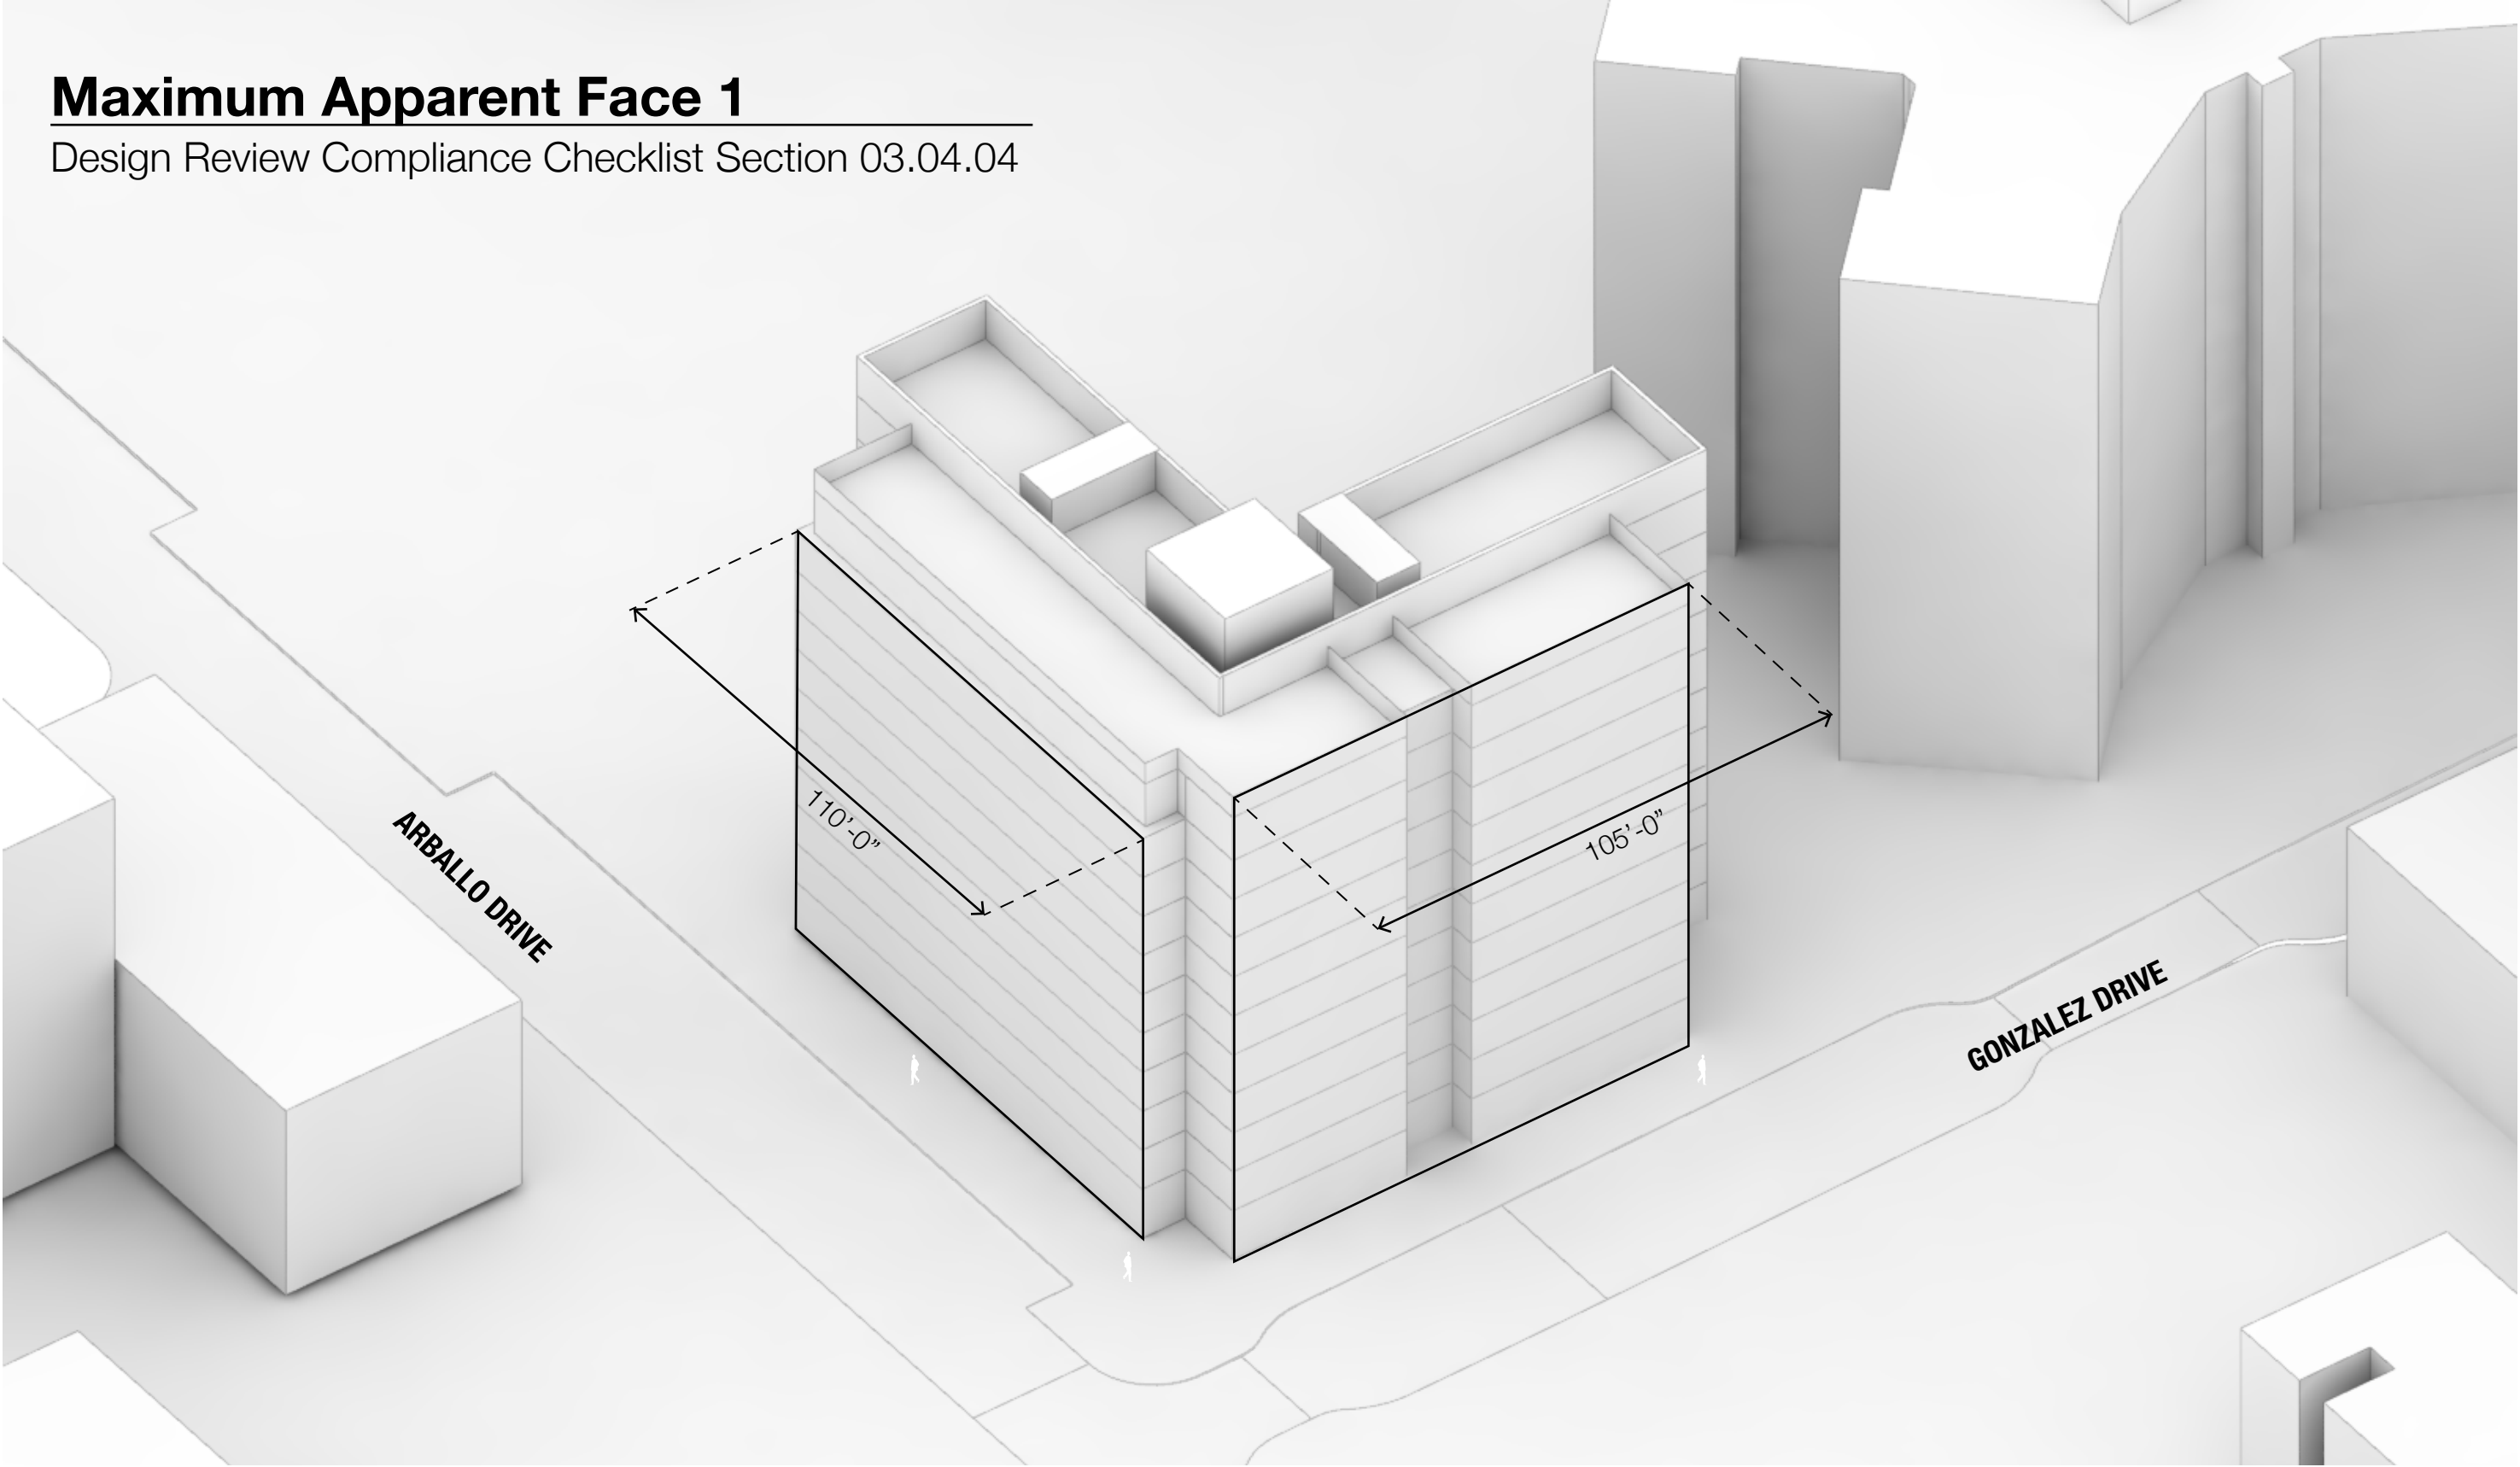 Maximum Apparent Face 1
Design Review Compliance Checklist Section 03.04.04
110’-0”
105’-0”
ARBALLO DRIVE
GONZALEZ DRIVE